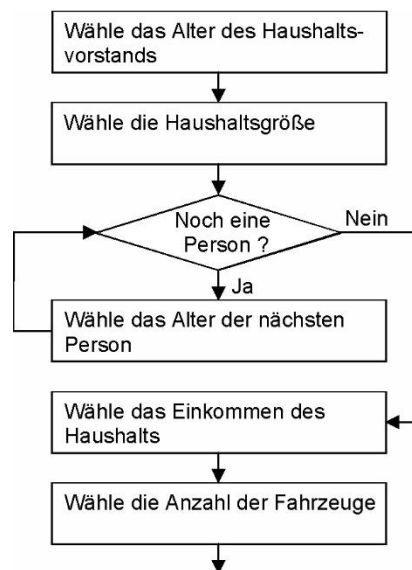 Wähle das Alter des Haushalts-
vorstands
Wähle die Haushaltsgröße
Noch eine
Person ?
Nein
Ja
Wähle das Alter der nächsten
Person
Wähle das Einkommen des
Haushalts
Wähle die Anzahl der Fahrzeuge